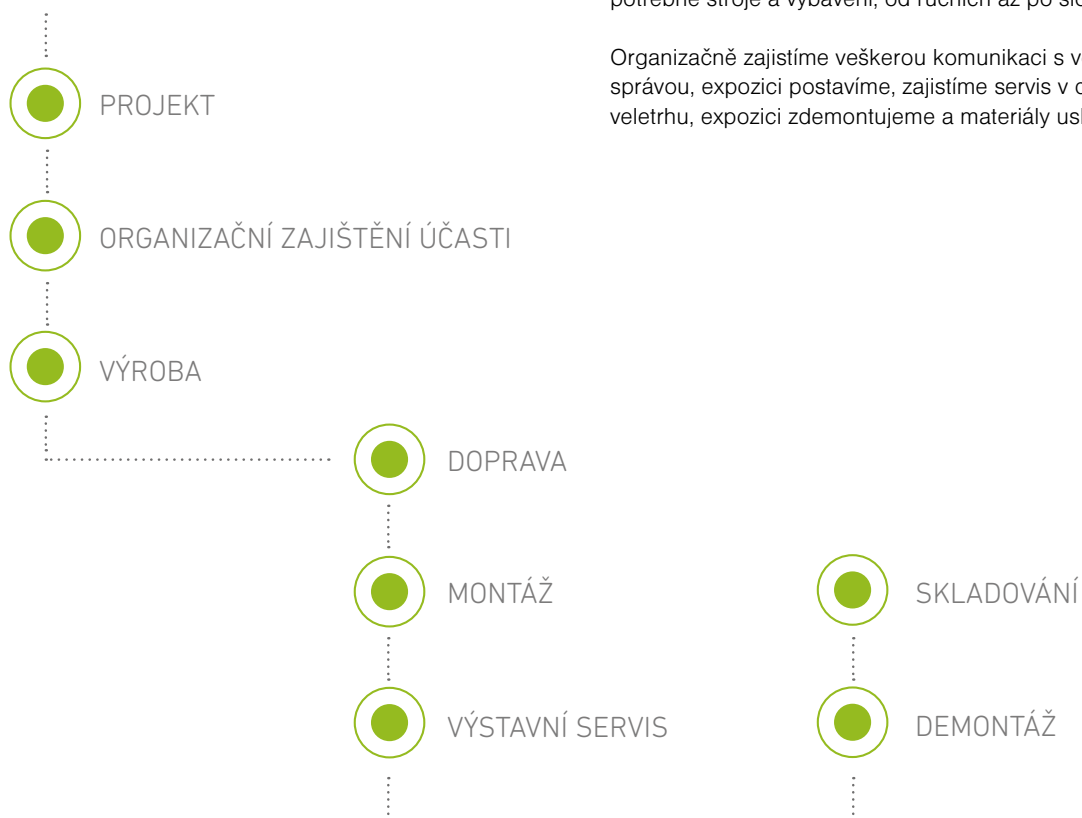 potřebné stroje a vybavení, od ručních až po
Organizačně zajistíme veškerou komunikaci s
správou, expozici postavíme, zajistíme servis v
veletrhu, expozici zdemontujeme a materiály
PROJEKT
ORGANIZAČNÍ ZAJIŠTĚNÍ ÚČASTI
VÝROBA
DOPRAVA
MONTÁŽ
VÝSTAVNÍ SERVIS
SKLADOVÁNÍ
DEMONTÁŽ